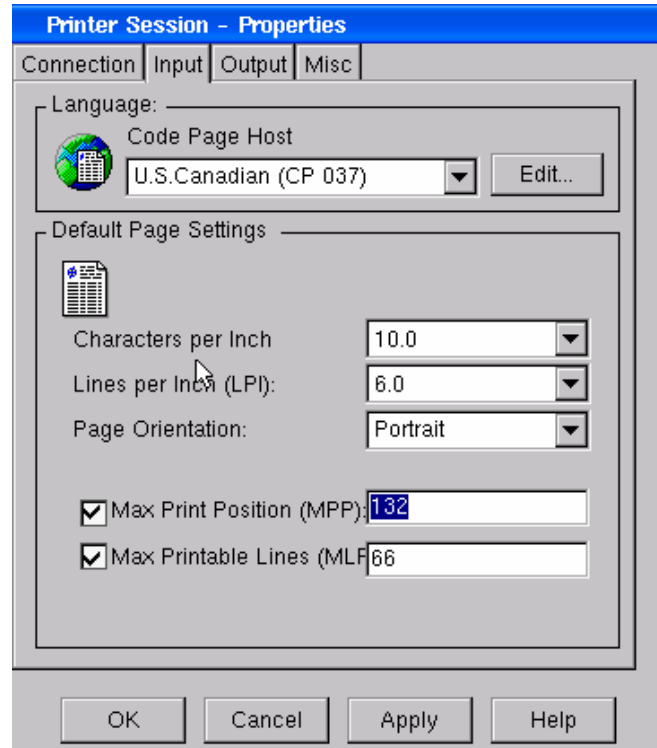 Printer Session - Properties
Connection Input Output Misc
Language:
Code Page Host
U.S.Canadian (CP 037) Edit...
Default Page Settings
Characters per Inch 10.0
Lines per Inch (LPI): 6.0
Page Orientation: Portrait
Max Print Position (MPP): 132
Max Printable Lines (MLF 66
OK Cancel Apply Help